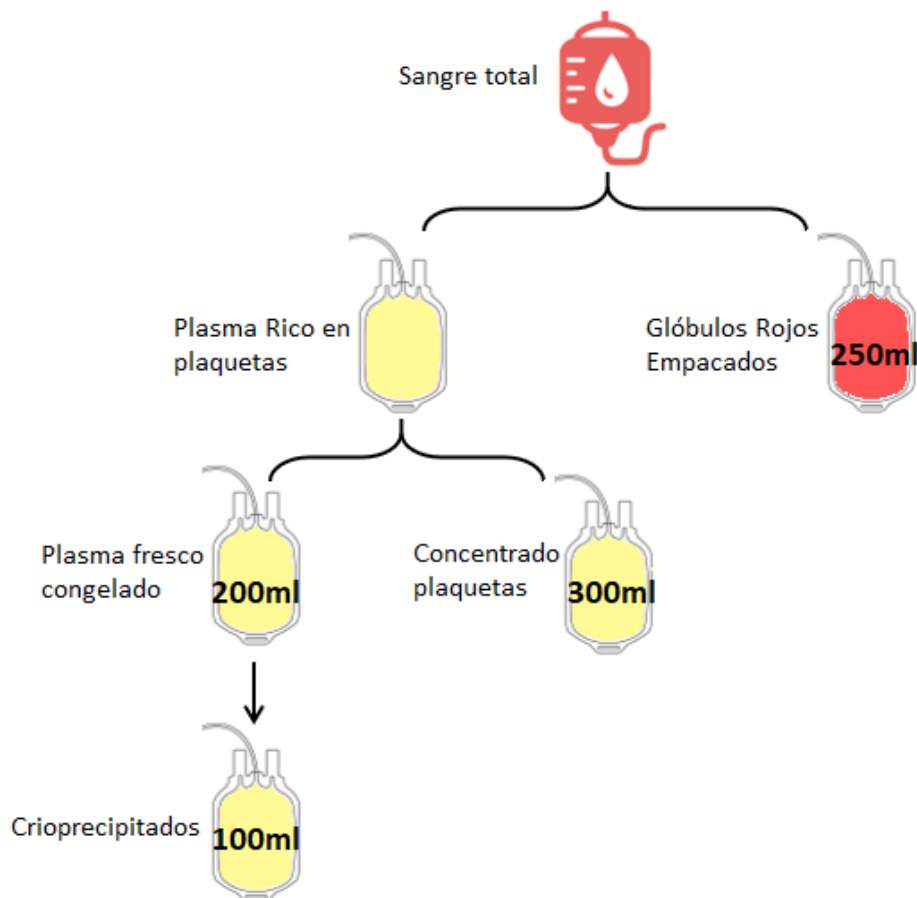 Sangre total
Plasma Rico en
plaquetas
Glóbulos Rojos
Empacados
250ml
Plasma fresco
congelado
200ml
Concentrado
plaquetas
300ml
Crioprecipitados
100ml